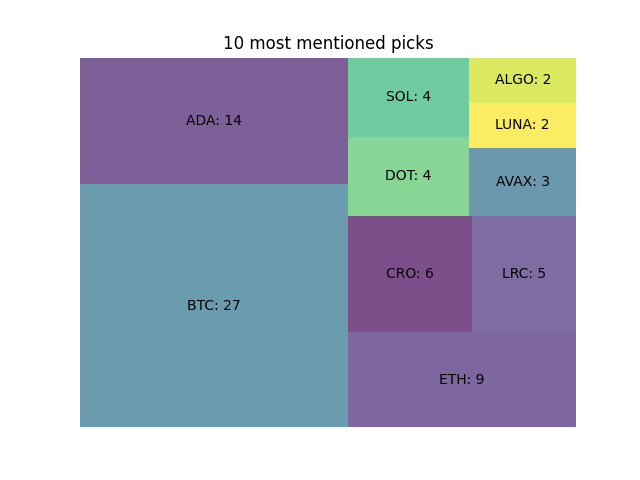 10 most mentioned picks
ADA: 14
SOL: 4
ALGO: 2
LUNA: 2
DOT: 4
AVAX: 3
BTC: 27
CRO: 6
LRC: 5
ETH: 9